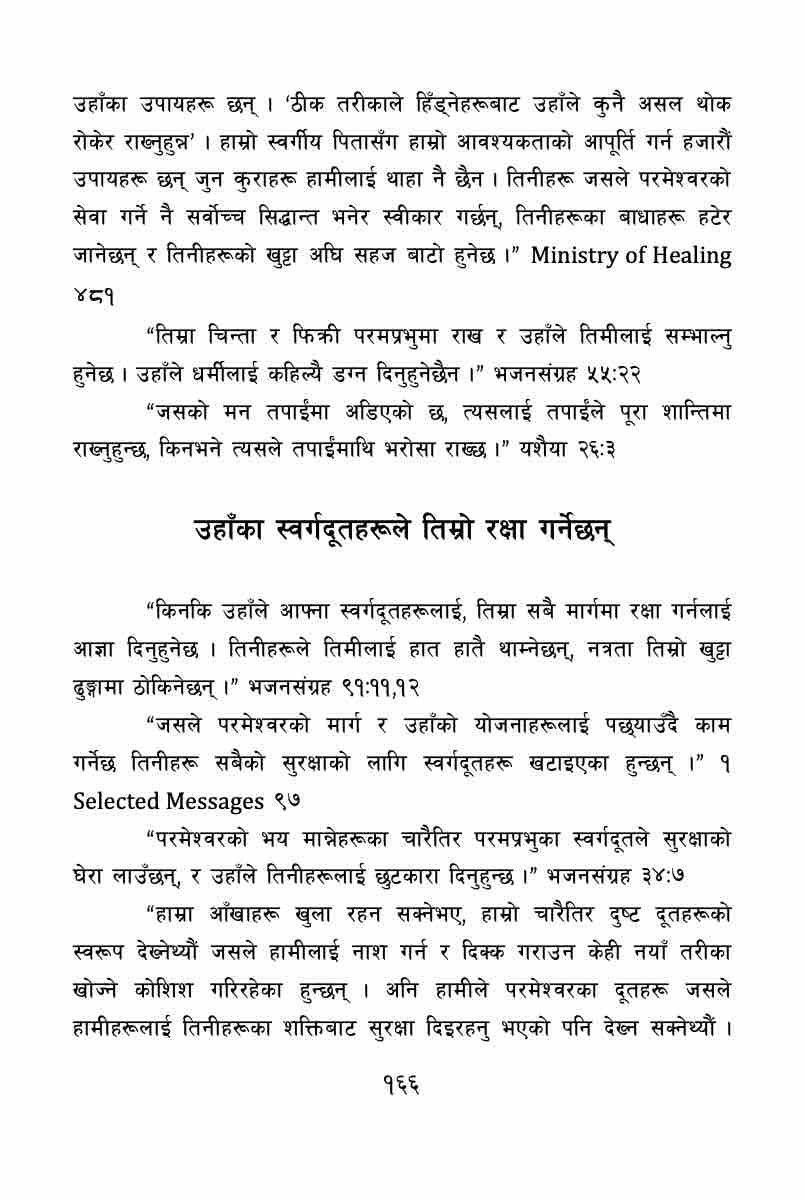 उहाँका उपायहरू छन् । ‘ठीक तरीकाले हिँड्नेहरूबाट उहाँले कुनै असल थोक
रोकेर राख्नुहुन्न’ । हाम्रो स्वर्गीय पितासँग हाम्रो आवश्यकताको आपूर्ति गर्न हजारौं
उपायहरू छन् जुन कुराहरू हामीलाई थाहा नै छैन । तिनीहरू जसले परमेश्वरको
सेवा गर्ने नै सर्वोच्च सिद्धान्त भनेर स्वीकार गर्छन्, तिनीहरूका बाधाहरू हटेर
जानेछन् र तिनीहरूको खुट्टा अघि सहज बाटो हुनेछ ।” Ministry of Healing
४८१
“तिम्रा चिन्ता र फिक्री परमप्रभुमा राख र उहाँले तिमीलाई सम्भाल्नु
हुनेछ । उहाँले धर्मीलाई कहिल्यै डग्न दिनुहुनेछैन ।” भजनसंग्रह ५५:२२
“जसको मन तपाईंमा अडिएको छ, त्यसलाई तपाईंले पूरा शान्तिमा
राख्नुहुन्छ, किनभने त्यसले तपाईंमाथि भरोसा राख्छ ।” यशैया २६:३
उहाँका स्वर्गदूतहरूले तिम्रो रक्षा गर्नेछन्
“किनकि उहाँले आफ्ना स्वर्गदूतहरूलाई, तिम्रा सबै मार्गमा रक्षा गर्नलाई
आज्ञा दिनुहुनेछ । तिनीहरूले तिमीलाई हात हातै थाम्नेछन्, नत्रता तिम्रो खुट्टा
ढुङ्गामा ठोकिनेछन् ।” भजनसंग्रह ९१:११,१२
“जसले परमेश्वरको मार्ग र उहाँको योजनाहरूलाई पछ्याउँदै काम
गर्नेछ तिनीहरू सबैको सुरक्षाको लागि स्वर्गदूतहरू खटाइएका हुन्छन् ।” १
Selected Messages ९७
“परमेश्वरको भय मान्नेहरूका चारैतिर परमप्रभुका स्वर्गदूतले सुरक्षाको
घेरा लाउँछन्, र उहाँले तिनीहरूलाई छुटकारा दिनुहुन्छ ।” भजनसंग्रह ३४:७
“हाम्रा आँखाहरू खुला रहन सक्नेभए, हाम्रो चारैतिर दुष्ट दूतहरूको
स्वरूप देख्नेथ्यौं जसले हामीलाई नाश गर्न र दिक्क गराउन केही नयाँ तरीका
खोज्ने कोशिश गरिरहेका हुन्छन् । अनि हामीले परमेश्वरका दूतहरू जसले
हामीहरूलाई तिनीहरूका शक्तिबाट सुरक्षा दिइरहनु भएको पनि देख्न सक्नेथ्यौं ।
१६६